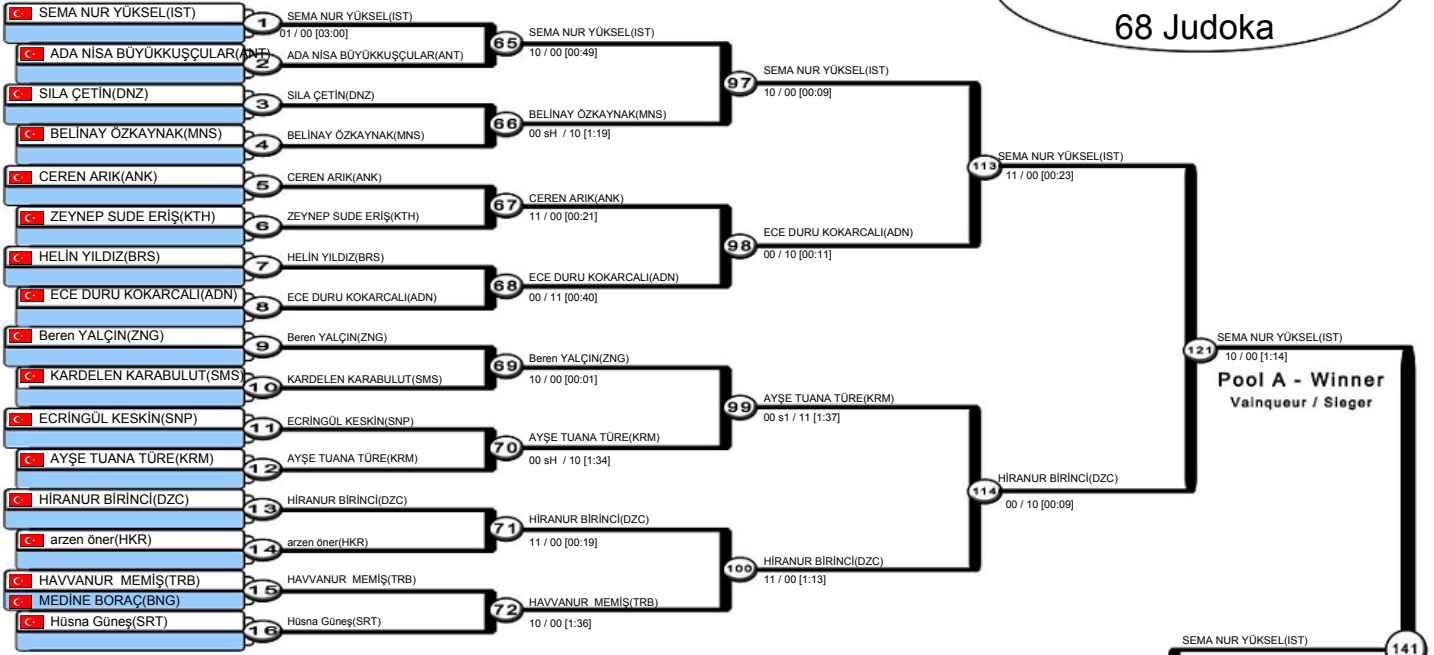 68 Judoka
SEMA NUR YÜKSEL(IST)
1
SEMA NUR YÜKSEL(IST)
01 / 00 [03:00]
ADA NİSA BÜYÜKKUŞÇULAR(ANT)
2
ADA NİSA BÜYÜKKUŞÇULAR(ANT)
65
SEMA NUR YÜKSEL(IST)
10 / 00 [00:49]
SILA ÇETİN(DNZ)
3
SILA ÇETİN(DNZ)
BELİNAY ÖZKAYNAK(MNS)
4
BELİNAY ÖZKAYNAK(MNS)
66
BELİNAY ÖZKAYNAK(MNS)
00 sH / 10 [1:19]
97
SEMA NUR YÜKSEL(IST)
10 / 00 [00:09]
CEREN ARIK(ANK)
5
CEREN ARIK(ANK)
ZEYNEP SUDE ERİŞ(KTH)
6
ZEYNEP SUDE ERİŞ(KTH)
67
CEREN ARIK(ANK)
11 / 00 [00:21]
HELİN YILDIZ(BRS)
7
HELİN YILDIZ(BRS)
ECE DURU KOKARCALI(ADN)
8
ECE DURU KOKARCALI(ADN)
68
ECE DURU KOKARCALI(ADN)
00 / 11 [00:40]
98
ECE DURU KOKARCALI(ADN)
00 / 10 [00:11]
113
SEMA NUR YÜKSEL(IST)
11 / 00 [00:23]
Beren YALÇIN(ZNG)
9
Beren YALÇIN(ZNG)
KARDELEN KARABULUT(SMS)
10
KARDELEN KARABULUT(SMS)
69
Beren YALÇIN(ZNG)
10 / 00 [00:01]
ECRİNGÜL KESKİN(SNP)
11
ECRİNGÜL KESKİN(SNP)
AYŞE TUANA TÜRE(KRM)
12
AYŞE TUANA TÜRE(KRM)
70
AYŞE TUANA TÜRE(KRM)
00 sH / 10 [1:34]
99
AYŞE TUANA TÜRE(KRM)
00 s1 / 11 [1:37]
HİRANUR BİRİNCİ(DZC)
13
HİRANUR BİRİNCİ(DZC)
arzen öner(HKR)
14
arzen öner(HKR)
71
HİRANUR BİRİNCİ(DZC)
11 / 00 [00:19]
HAVVANUR MEMİŞ(TRB)
MEDİNE BORAÇ(BNG)
15
HAVVANUR MEMİŞ(TRB)
Hüsna Güneş(SRT)
16
Hüsna Güneş(SRT)
72
HAVVANUR MEMİŞ(TRB)
10 / 00 [1:36]
100
HİRANUR BİRİNCİ(DZC)
11 / 00 [1:13]
114
HİRANUR BİRİNCİ(DZC)
00 / 10 [00:09]
121
SEMA NUR YÜKSEL(IST)
10 / 00 [1:14]
Pool A - Winner
Vainqueur / Sieger
SEMA NUR YÜKSEL(IST)
141